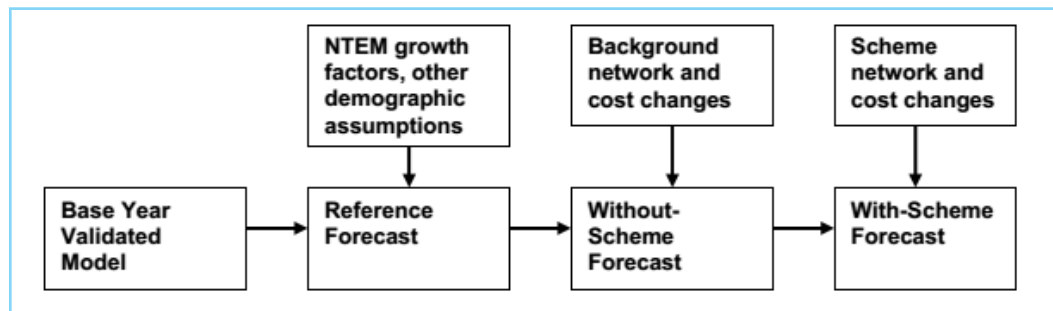 NTEM growth
factors, other
demographic
assumptions
Background
network and
cost changes
Scheme
network and
cost changes
Base Year
Validated
Model
Reference
Forecast
Without-
Scheme
Forecast
With-Scheme
Forecast